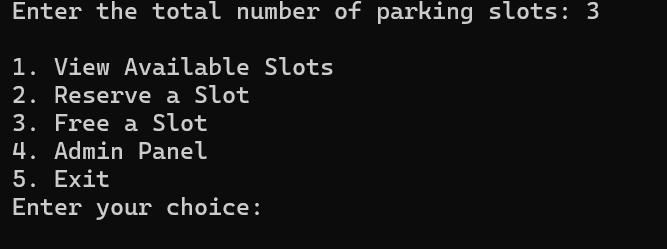 Enter the total number of parking slots: 3
1. View Available Slots
2. Reserve a Slot
3. Free a Slot
4. Admin Panel
5. Exit
Enter your choice: